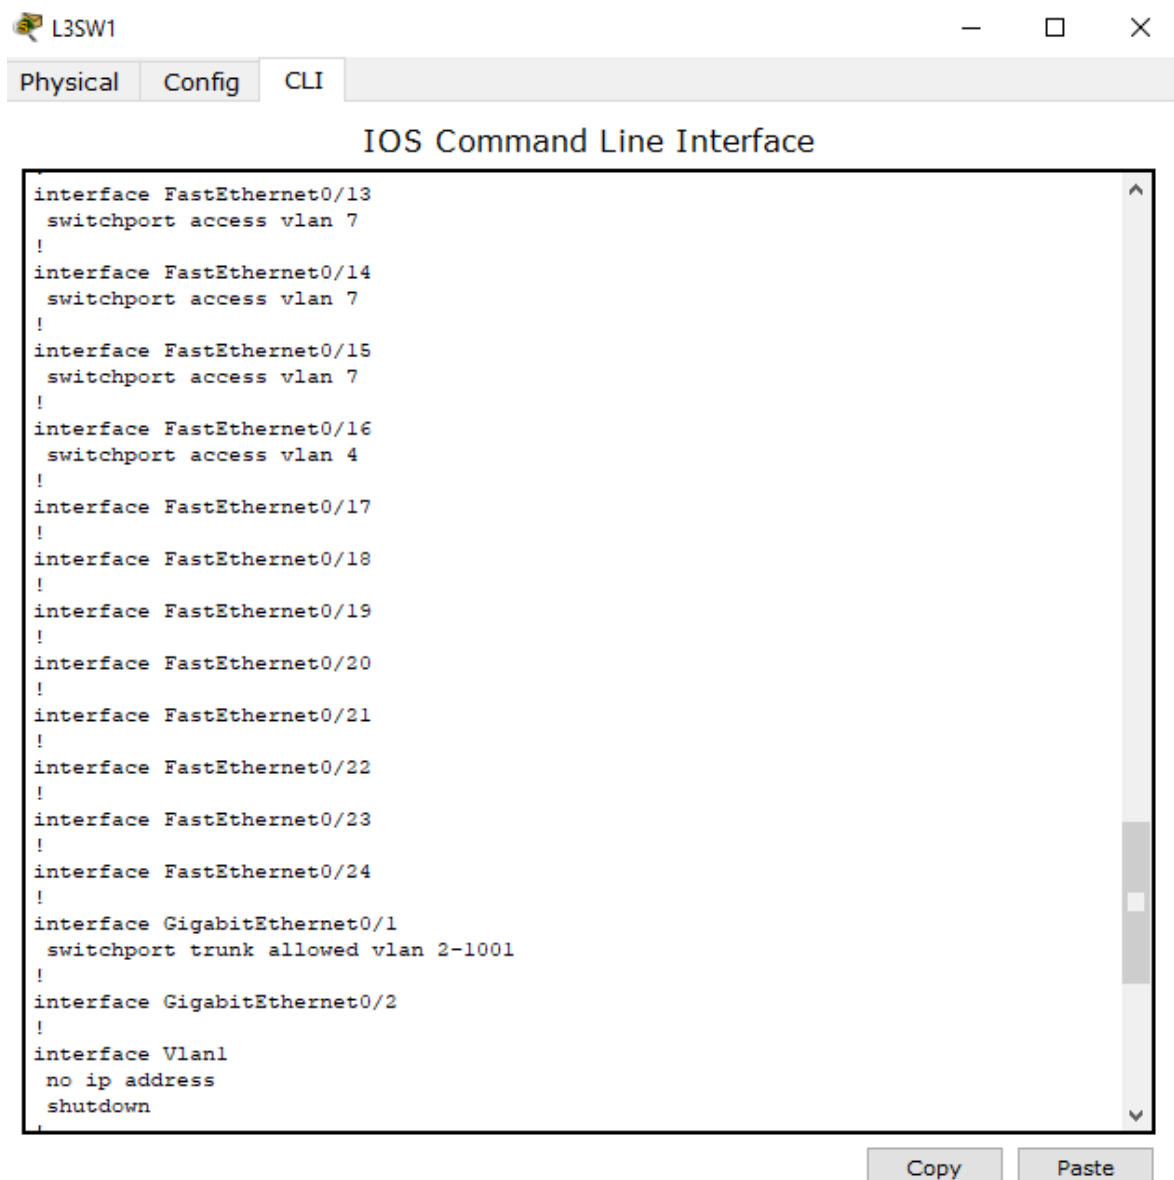 L3SW1
Physical Config CLI
IOS Command Line Interface
interface FastEthernet0/13
switchport access vlan 7
!
interface FastEthernet0/14
switchport access vlan 7
!
interface FastEthernet0/15
switchport access vlan 7
!
interface FastEthernet0/16
switchport access vlan 4
!
interface FastEthernet0/17
!
interface FastEthernet0/18
!
interface FastEthernet0/19
!
interface FastEthernet0/20
!
interface FastEthernet0/21
!
interface FastEthernet0/22
!
interface FastEthernet0/23
!
interface FastEthernet0/24
!
interface GigabitEthernet0/1
switchport trunk allowed vlan 2-1001
!
interface GigabitEthernet0/2
!
interface Vlan1
no ip address
shutdown
!
Copy Paste